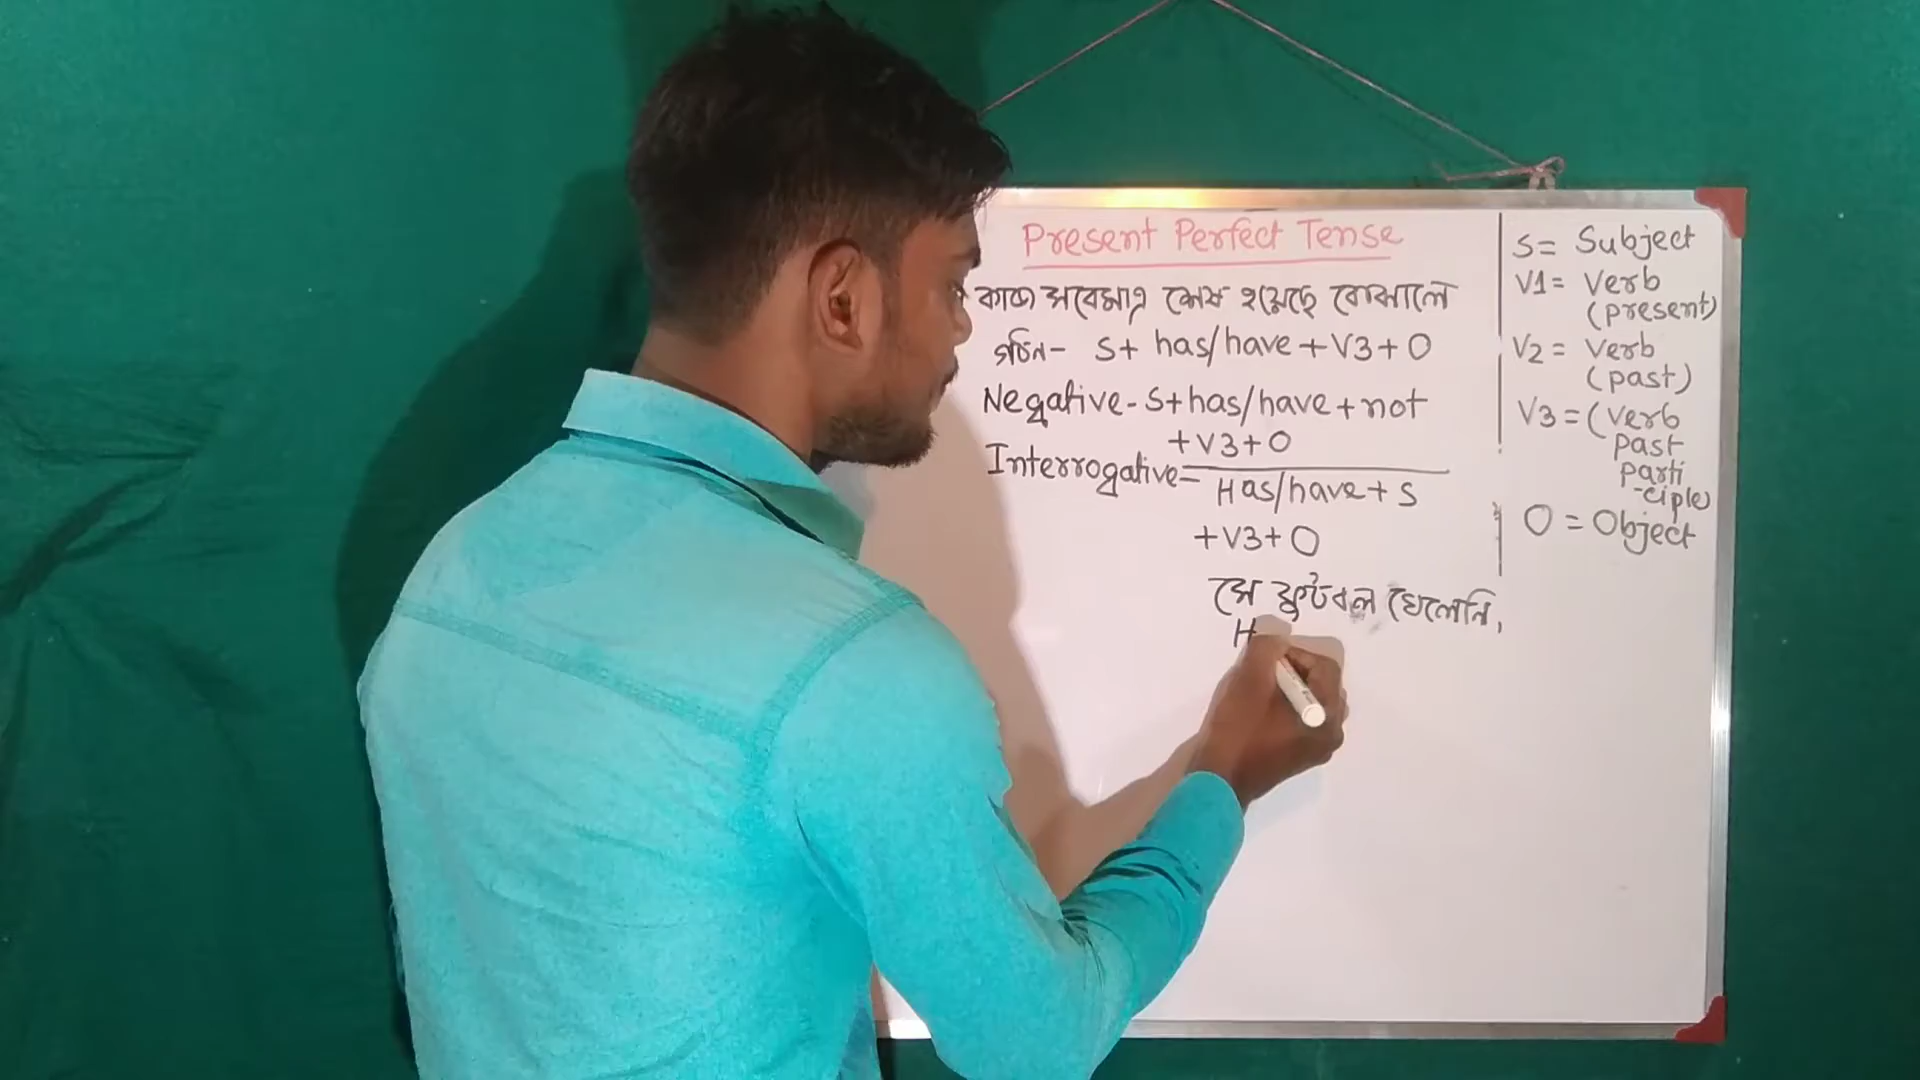 Present Perfect Tense
কাজ সবেমাত্র শেষ হয়েছে বোঝালে
গঠন- S+ has/have+V3+O
Negative- S+has/have+not
+V3+O
Interrogative- Has/have+S
+V3+O
সে ফুটবল খেলেনি,
H
S= Subject
V1= Verb
(present)
V2= Verb
(past)
V3=(Verb
past
parti
-ciple)
O=Object